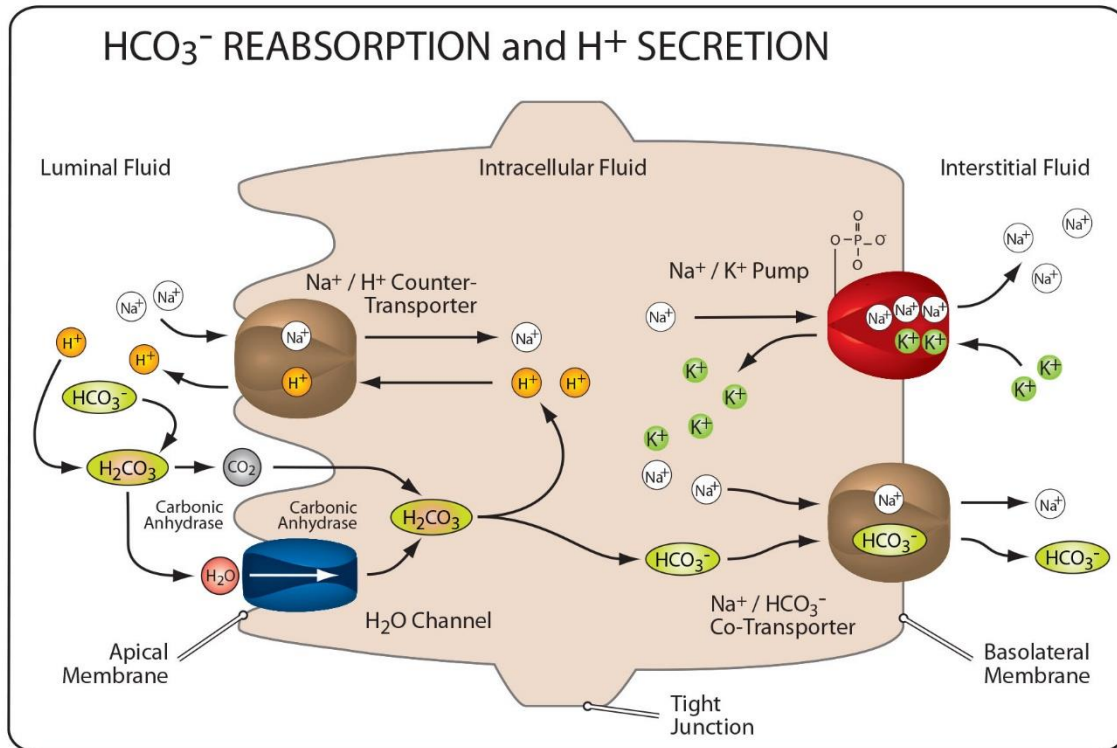 HCO₃⁻ REABSORPTION and H⁺ SECRETION
Luminal Fluid
Intracellular Fluid
Interstitial Fluid
O
O-P-O⁻
O
Na⁺ / H⁺ Counter-
Transporter
Na⁺ / K⁺ Pump
Na⁺
Na⁺
Na⁺
Na⁺
Na⁺
Na⁺
Na⁺
Na⁺
Na⁺
Na⁺
Na⁺
K⁺
K⁺
H⁺
H⁺
H⁺
H⁺
H⁺
K⁺
K⁺
K⁺
K⁺
K⁺
K⁺
HCO₃⁻
H₂CO₃
CO₂
Carbonic
Anhydrase
Carbonic
Anhydrase
H₂CO₃
Na⁺
Na⁺
Na⁺
Na⁺
HCO₃⁻
HCO₃⁻
HCO₃⁻
H₂O
H₂O Channel
Na⁺ / HCO₃⁻
Co-Transporter
Apical
Membrane
Basolateral
Membrane
Tight
Junction